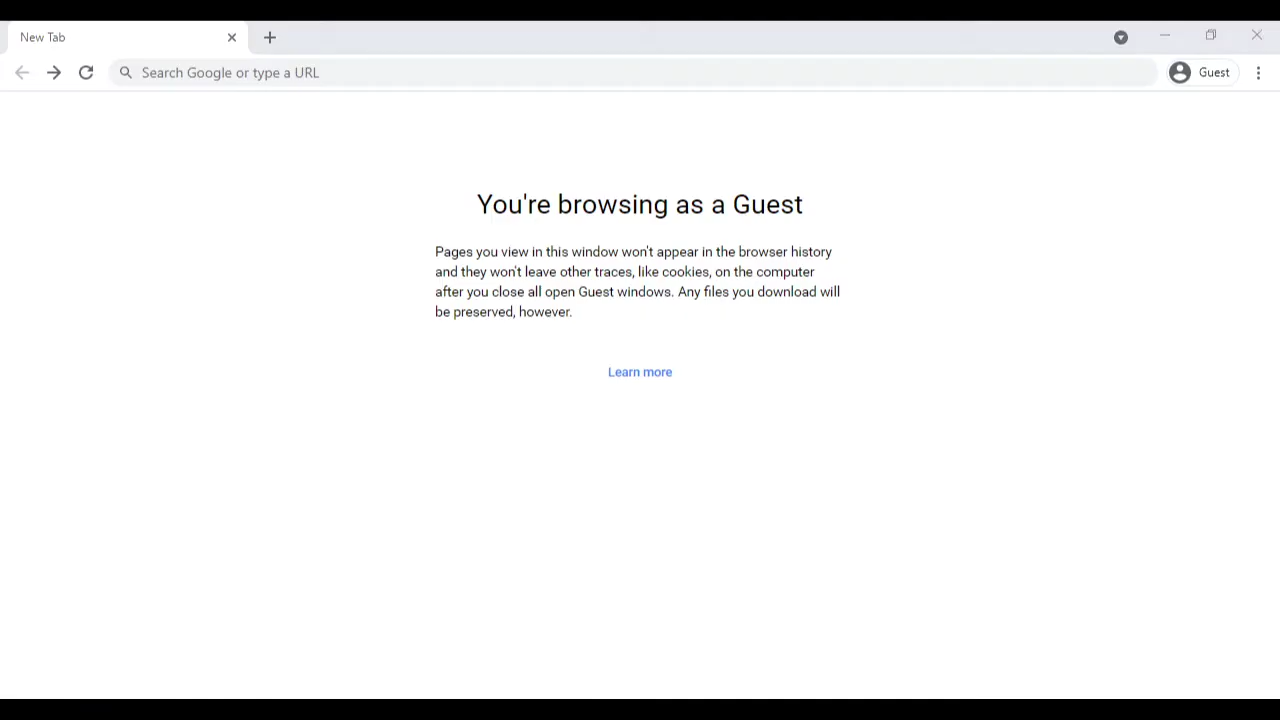 New Tab
Search Google or type a URL
Guest
You're browsing as a Guest
Pages you view in this window won't appear in the browser history
and they won't leave other traces, like cookies, on the computer
after you close all open Guest windows. Any files you download will
be preserved, however.
Learn more